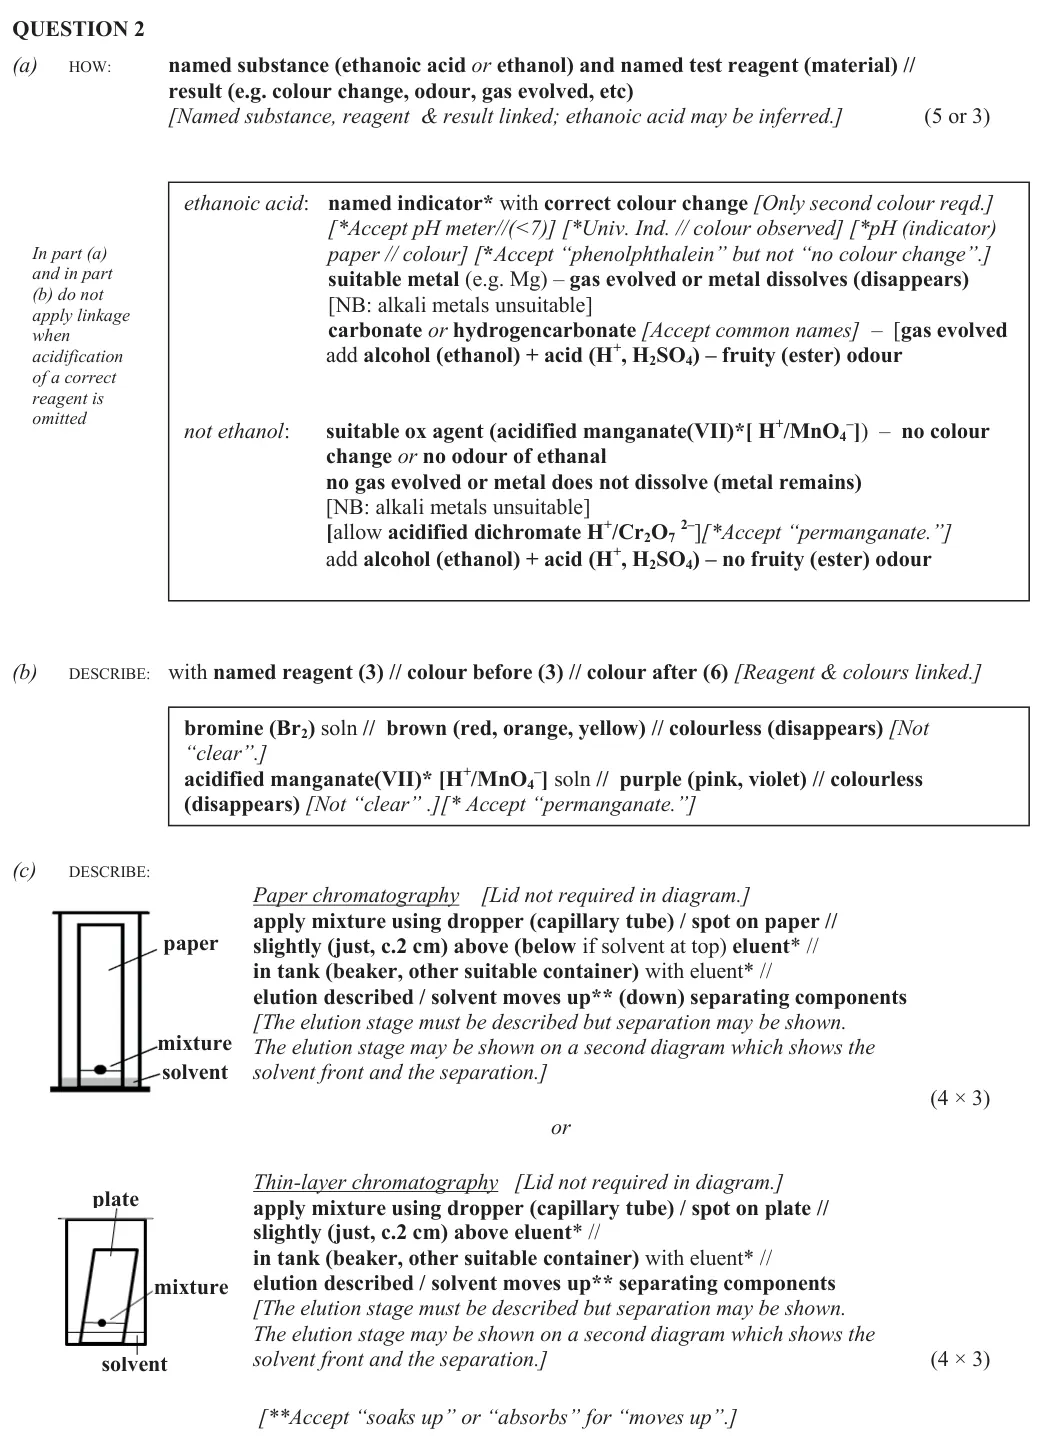 QUESTION 2
(a) HOW: named substance (ethanoic acid or ethanol) and named test reagent (material) //
result (e.g. colour change, odour, gas evolved, etc)
[Named substance, reagent & result linked; ethanoic acid may be inferred.] (5 or 3)
In part (a)
and in part
(b) do not
apply linkage
when
acidification
of a correct
reagent is
omitted
ethanoic acid: named indicator* with correct colour change [Only second colour reqd.]
[*Accept pH meter//(<7)] [*Univ. Ind. // colour observed] [*pH (indicator)
paper // colour] [*Accept “phenolphthalein” but not “no colour change”.]
suitable metal (e.g. Mg) – gas evolved or metal dissolves (disappears)
[NB: alkali metals unsuitable]
carbonate or hydrogencarbonate [Accept common names] – [gas evolved
add alcohol (ethanol) + acid (H⁺, H₂SO₄) – fruity (ester) odour
not ethanol: suitable ox agent (acidified manganate(VII)*[ H⁺/MnO₄⁻]) – no colour
change or no odour of ethanal
no gas evolved or metal does not dissolve (metal remains)
[NB: alkali metals unsuitable]
[allow acidified dichromate H⁺/Cr₂O₇ ²⁻][*Accept “permanganate.”]
add alcohol (ethanol) + acid (H⁺, H₂SO₄) – no fruity (ester) odour
(b) DESCRIBE: with named reagent (3) // colour before (3) // colour after (6) [Reagent & colours linked.]
bromine (Br₂) soln // brown (red, orange, yellow) // colourless (disappears) [Not
“clear”.]
acidified manganate(VII)* [H⁺/MnO₄⁻] soln // purple (pink, violet) // colourless
(disappears) [Not “clear” .][* Accept “permanganate.”]
(c) DESCRIBE:
Paper chromatography [Lid not required in diagram.]
apply mixture using dropper (capillary tube) / spot on paper //
slightly (just, c.2 cm) above (below if solvent at top) eluent* //
in tank (beaker, other suitable container) with eluent* //
elution described / solvent moves up** (down) separating components
[The elution stage must be described but separation may be shown.
The elution stage may be shown on a second diagram which shows the
solvent front and the separation.]
(4 × 3)
paper
mixture
solvent
or
Thin-layer chromatography [Lid not required in diagram.]
apply mixture using dropper (capillary tube) / spot on plate //
slightly (just, c.2 cm) above eluent* //
in tank (beaker, other suitable container) with eluent* //
elution described / solvent moves up** separating components
[The elution stage must be described but separation may be shown.
The elution stage may be shown on a second diagram which shows the
solvent front and the separation.] (4 × 3)
plate
mixture
solvent
[**Accept “soaks up” or “absorbs” for “moves up”.]